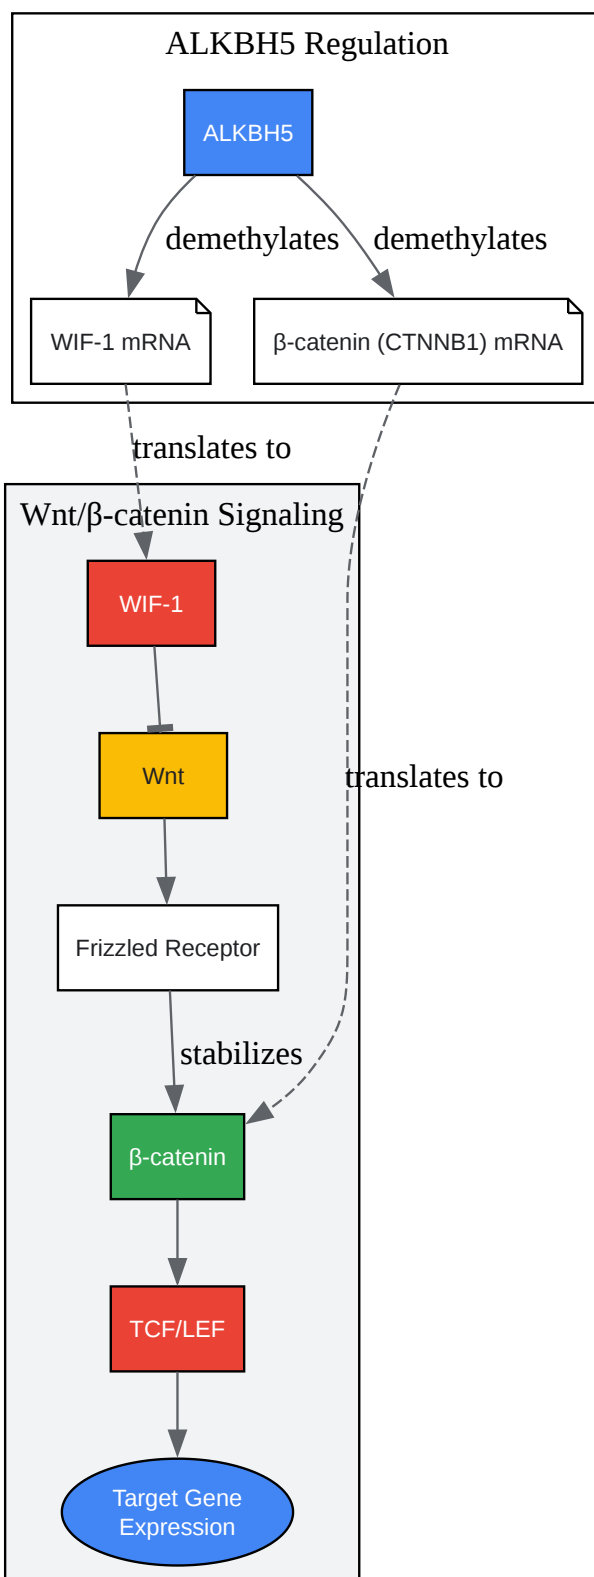 ALKBH5 Regulation
ALKBH5
demethylates
demethylates
WIF-1 mRNA
β-catenin (CTNNB1) mRNA
translates to
Wnt/β-catenin Signaling
WIF-1
Wnt
translates to
Frizzled Receptor
stabilizes
β-catenin
TCF/LEF
Target Gene
Expression